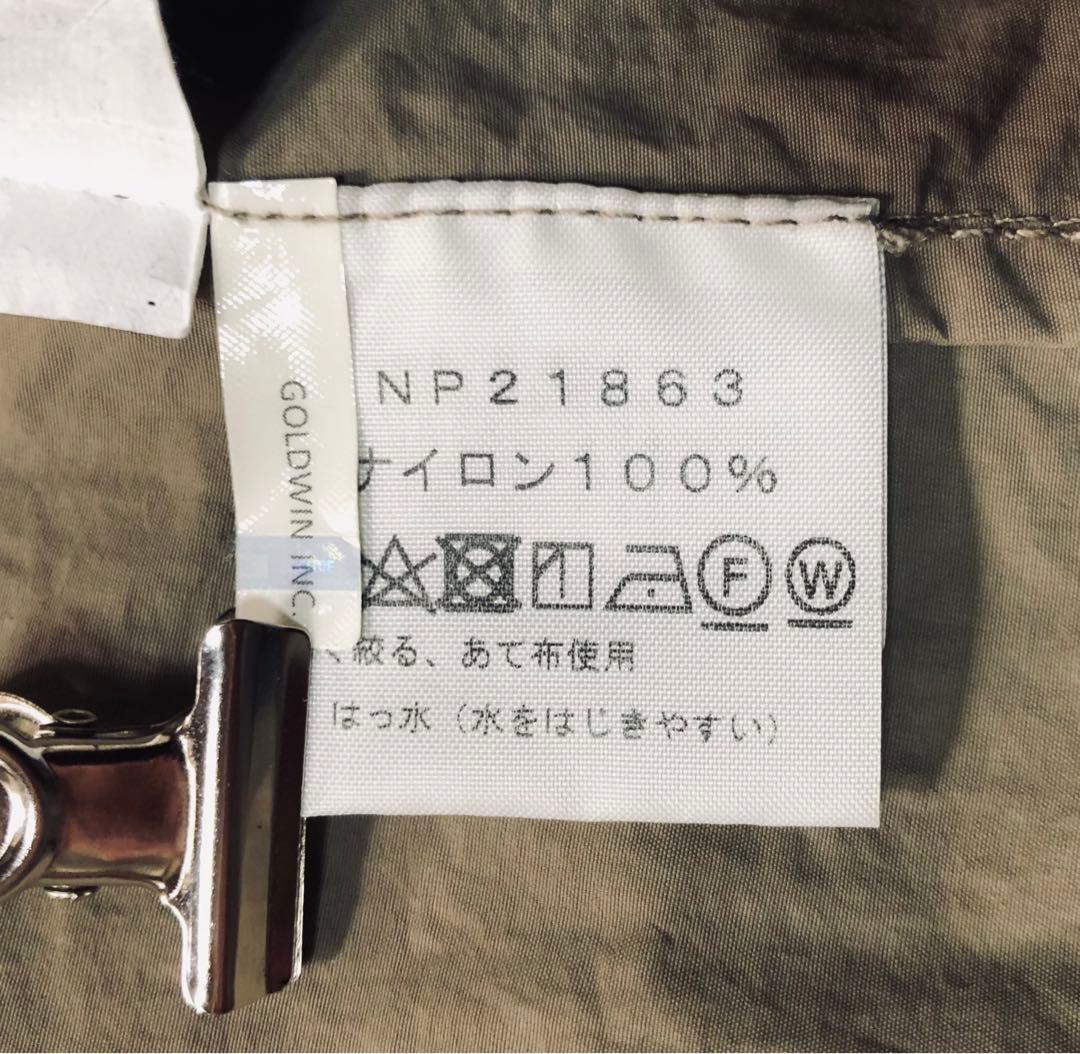 NP21863
ナイロン100%
GOLDWIN INC.
F W
絞る、あて布使用
はっ水（水をはじきやすい）